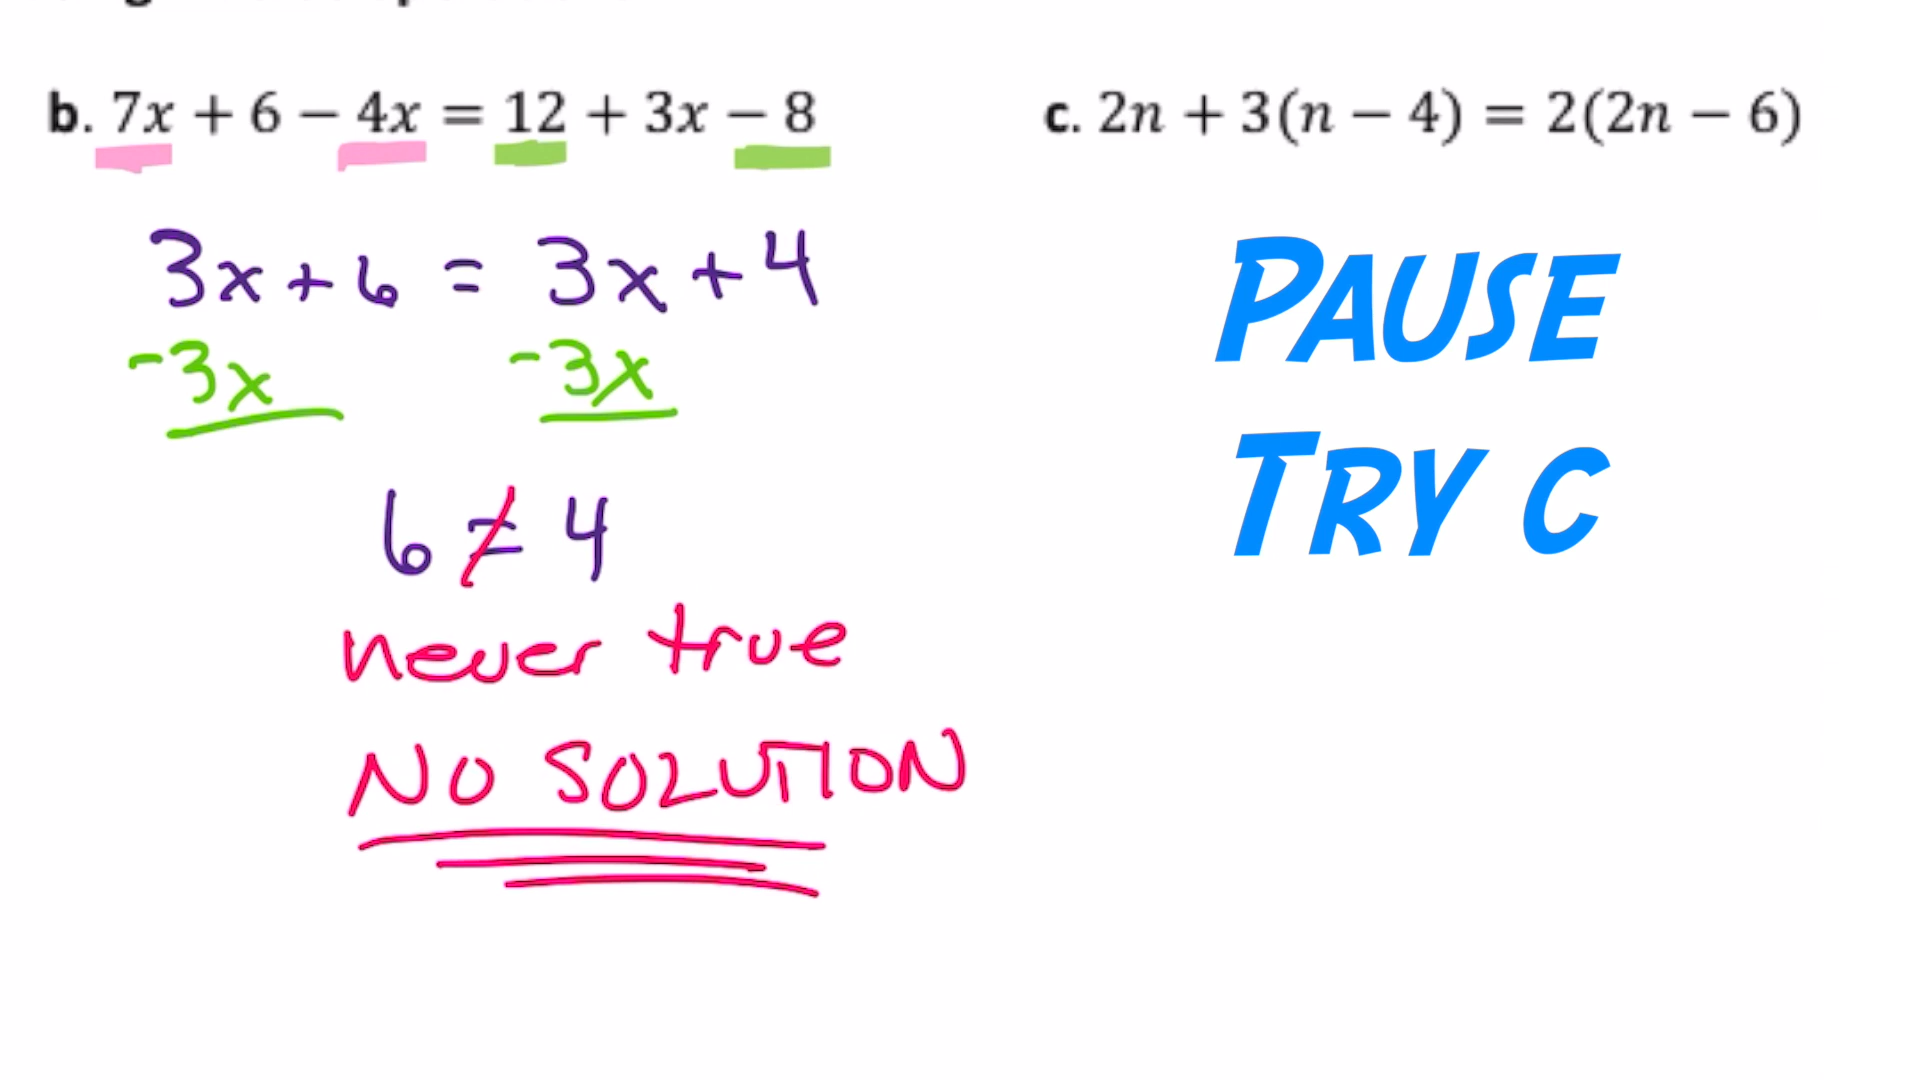 b. 7x + 6 − 4x = 12 + 3x − 8
3x + 6 = 3x + 4
-3x -3x
6 ≠ 4
never true
NO SOLUTION
c. 2n + 3(n − 4) = 2(2n − 6)
PAUSE
TRY C